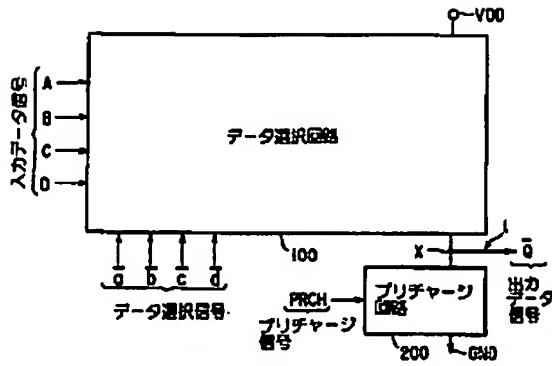 VDD
入力データ信号
A
B
C
D
データ選択回路
100
a̅ b̅ c̅ d̅
データ選択信号
X
1
Q̅
出力
データ
信号
PRCH
プリチャージ
信号
プリチャージ
回路
200
GND